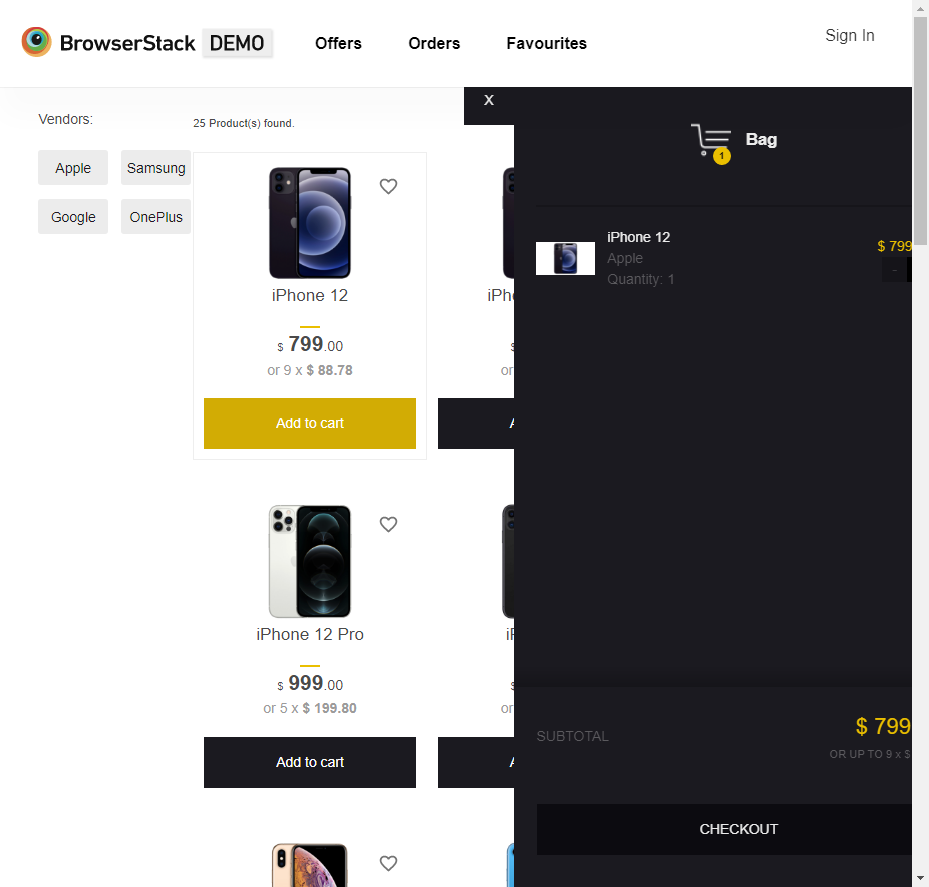 BrowserStack DEMO
Offers
Orders
Favourites
Sign In
Vendors:
Apple
Samsung
Google
OnePlus
25 Product(s) found.
iPhone 12
$ 799.00
or 9 x $ 88.78
Add to cart
iPhone 12 Pro
$ 999.00
or 5 x $ 199.80
Add to cart
or
or
X
1
Bag
iPhone 12
Apple
Quantity: 1
$ 799
-
SUBTOTAL
$ 799
OR UP TO 9 x $
CHECKOUT